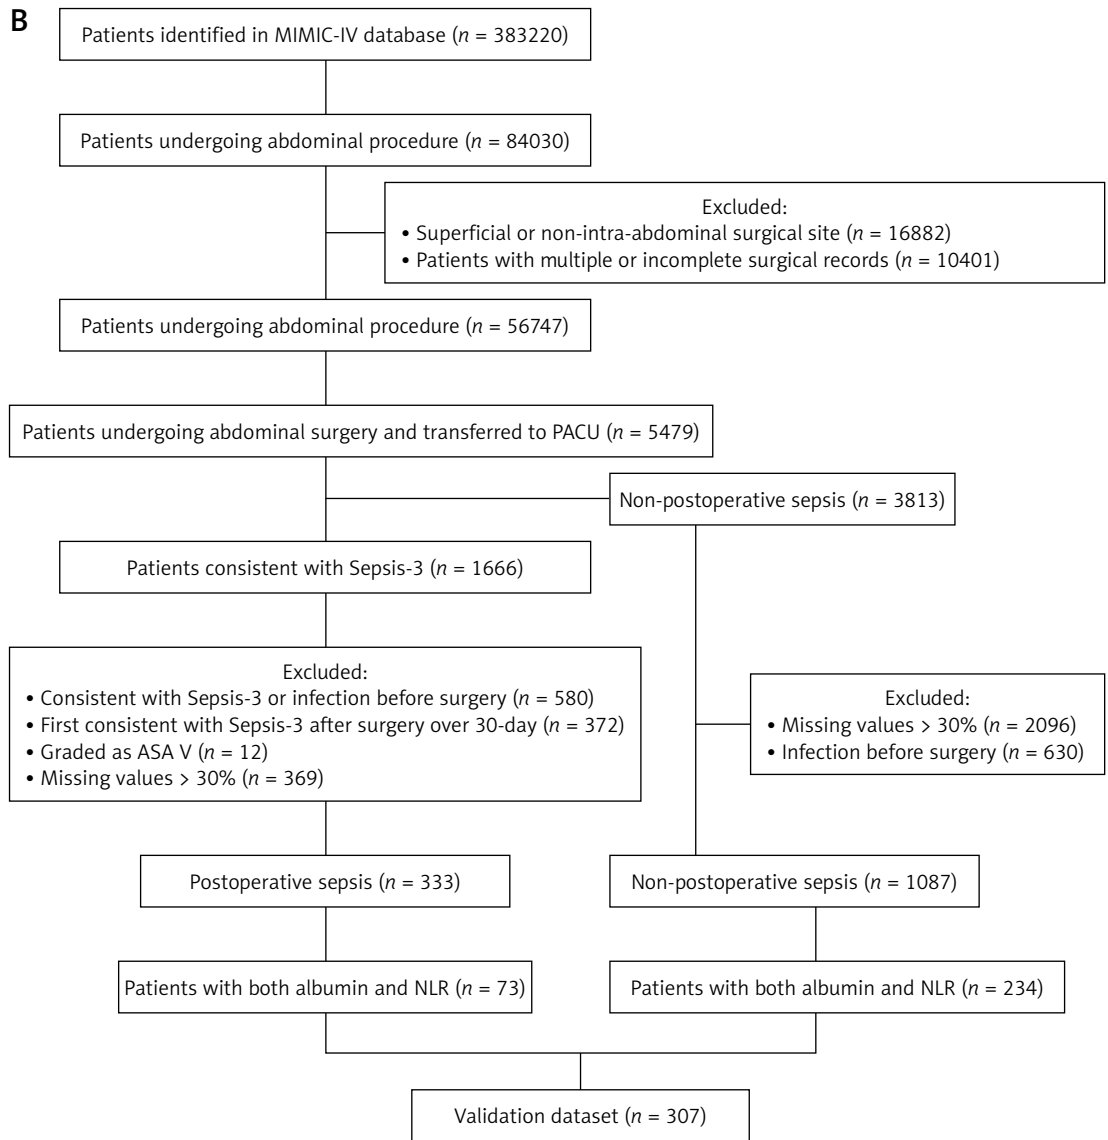 B
Patients identified in MIMIC-IV database (n = 383220)
Patients undergoing abdominal procedure (n = 84030)
Excluded:
• Superficial or non-intra-abdominal surgical site (n = 16882)
• Patients with multiple or incomplete surgical records (n = 10401)
Patients undergoing abdominal procedure (n = 56747)
Patients undergoing abdominal surgery and transferred to PACU (n = 5479)
Non-postoperative sepsis (n = 3813)
Patients consistent with Sepsis-3 (n = 1666)
Excluded:
• Consistent with Sepsis-3 or infection before surgery (n = 580)
• First consistent with Sepsis-3 after surgery over 30-day (n = 372)
• Graded as ASA V (n = 12)
• Missing values > 30% (n = 369)
Excluded:
• Missing values > 30% (n = 2096)
• Infection before surgery (n = 630)
Postoperative sepsis (n = 333)
Non-postoperative sepsis (n = 1087)
Patients with both albumin and NLR (n = 73)
Patients with both albumin and NLR (n = 234)
Validation dataset (n = 307)